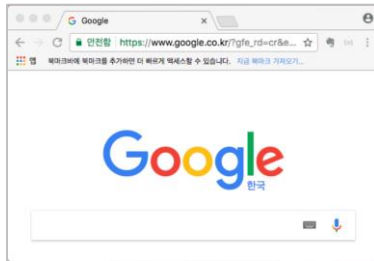 Google
안전함 https://www.google.co.kr/?gfe_rd=cr&e...
앱 북마크바에 북마크를 추가하면 더 빠르게 액세스할 수 있습니다. 지금 북마크 가져오기...
Google
한국